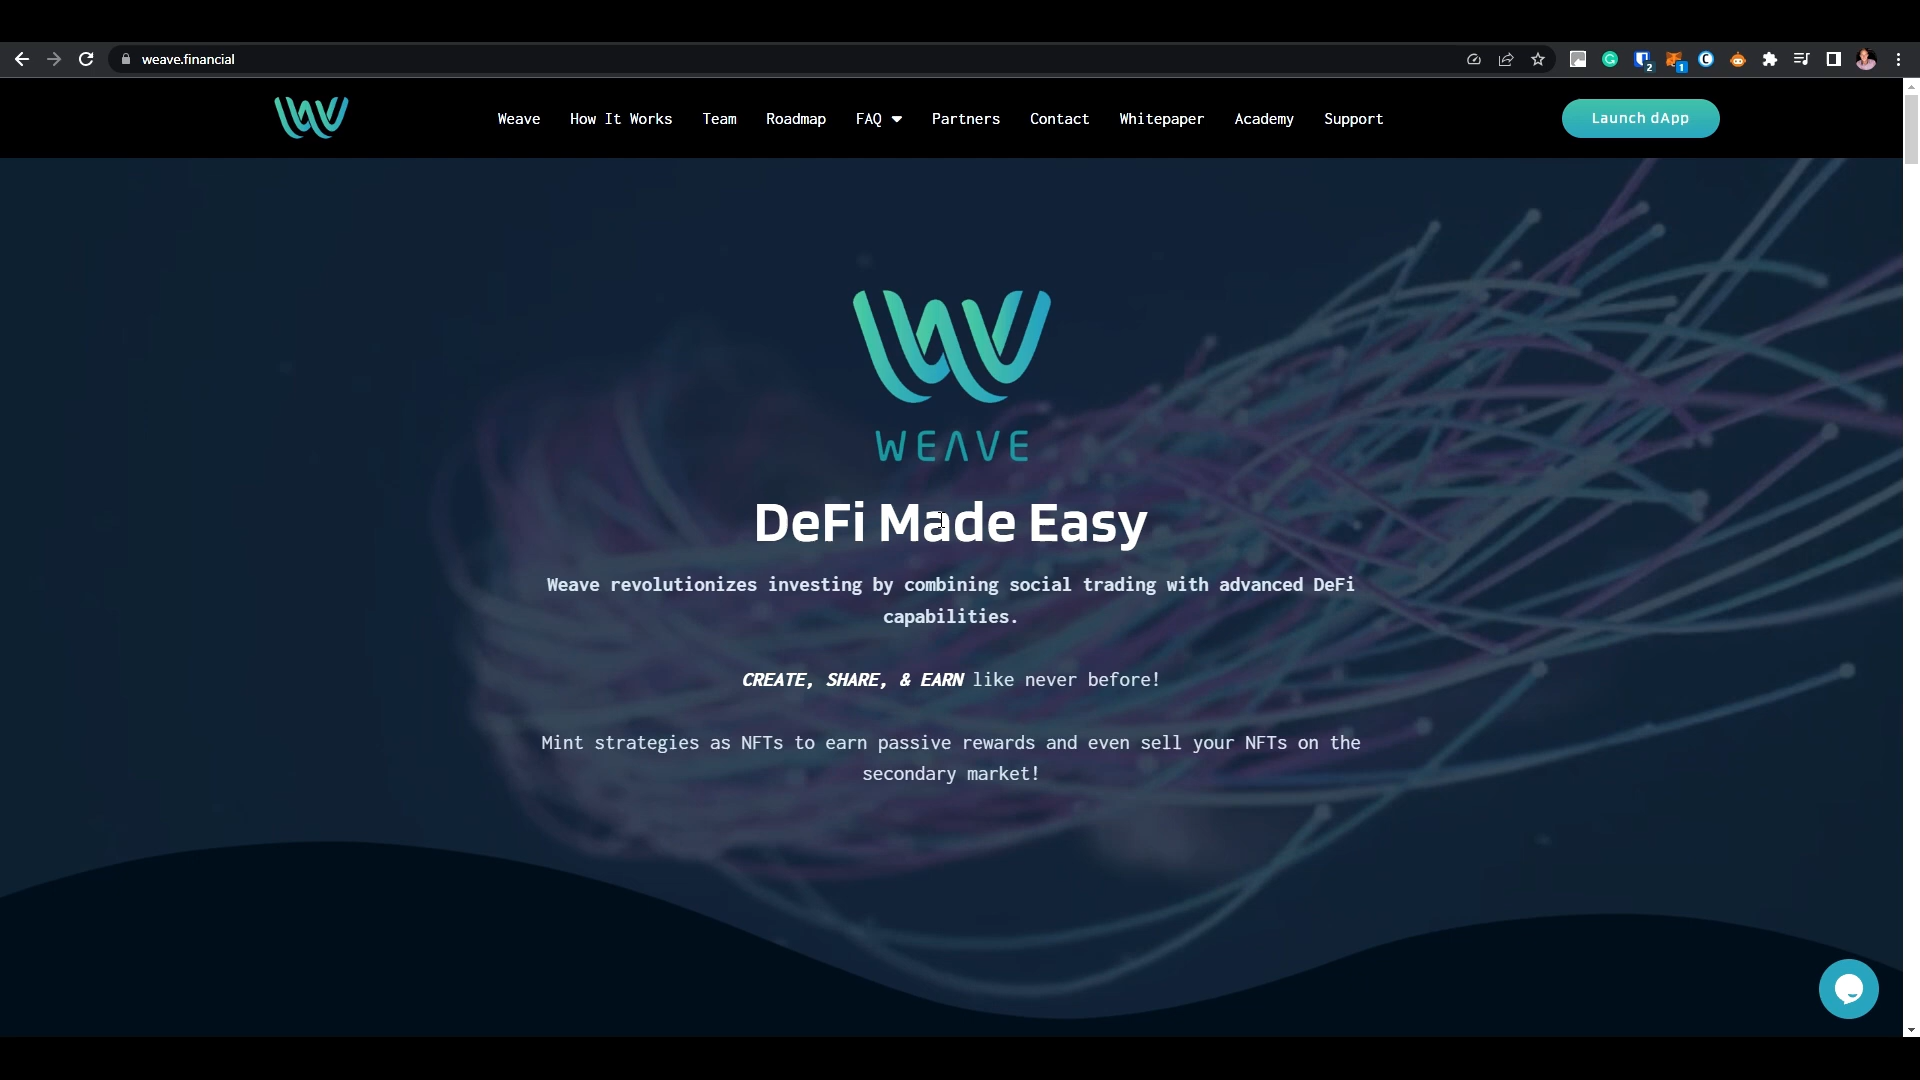 weave.financial
2
1
Weave How It Works Team Roadmap FAQ Partners Contact Whitepaper Academy Support Launch dApp
WEAVE
DeFi Made Easy
Weave revolutionizes investing by combining social trading with advanced DeFi
capabilities.
CREATE, SHARE, & EARN like never before!
Mint strategies as NFTs to earn passive rewards and even sell your NFTs on the
secondary market!